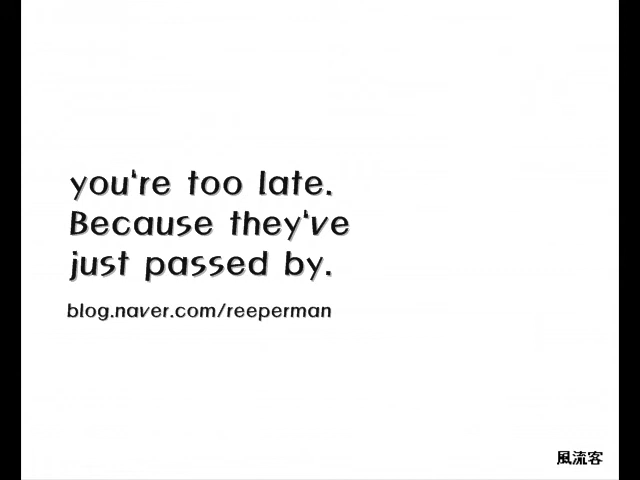 you're too late.
Because they've
just passed by.
blog.naver.com/reeperman
風流客